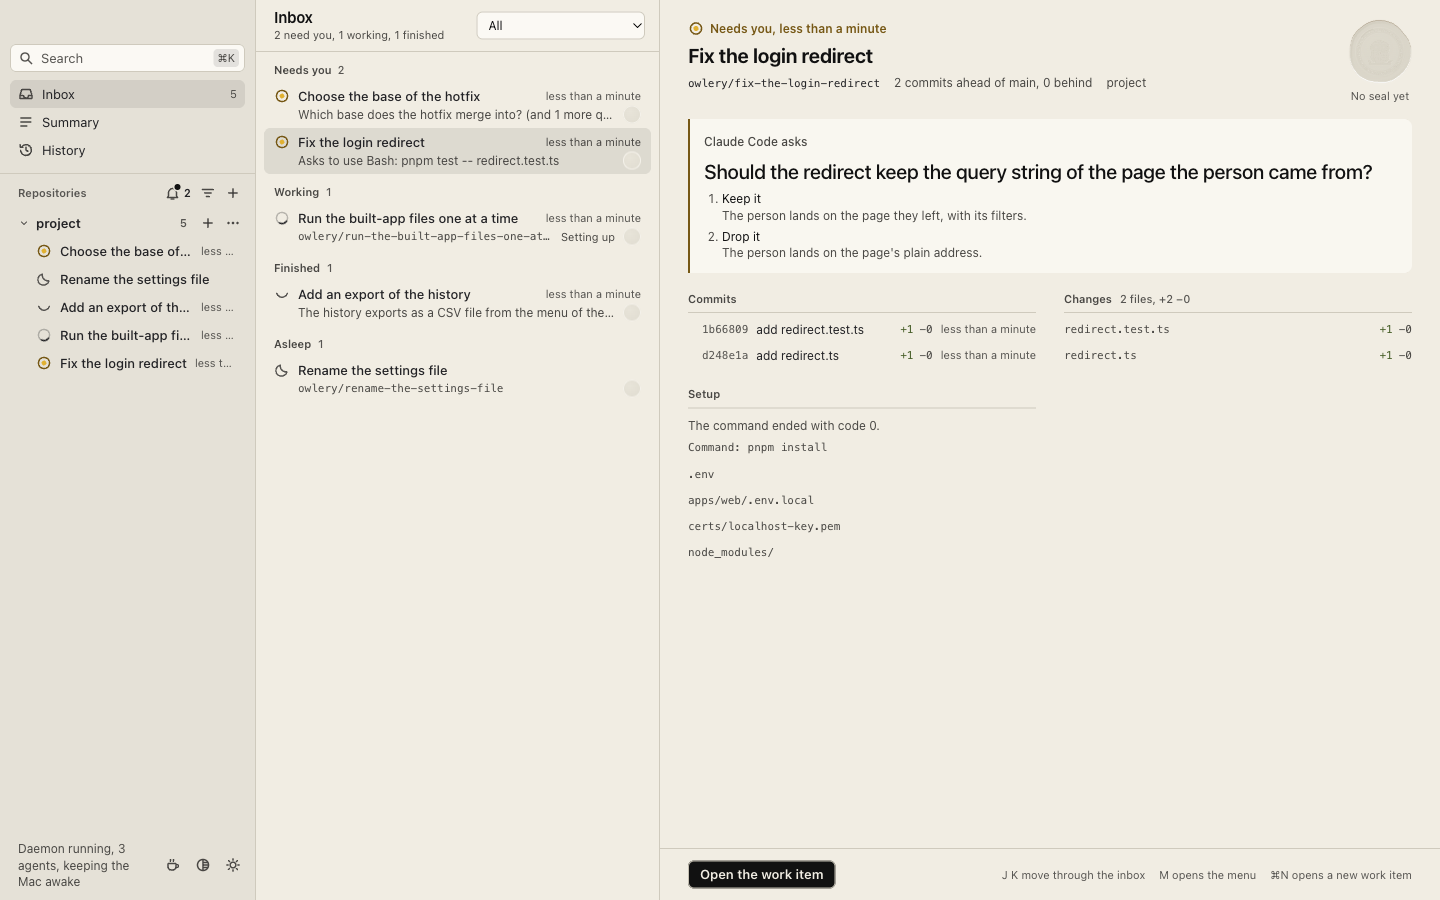 Search ⌘K
Inbox 5
Summary
History
Repositories 2
project 5
Choose the base of... less ...
Rename the settings file
Add an export of th... less ...
Run the built-app fi... less ...
Fix the login redirect less t...
Daemon running, 3
agents, keeping the
Mac awake
Inbox
2 need you, 1 working, 1 finished
All
Needs you 2
Choose the base of the hotfix less than a minute
Which base does the hotfix merge into? (and 1 more q...
Fix the login redirect less than a minute
Asks to use Bash: pnpm test -- redirect.test.ts
Working 1
Run the built-app files one at a time less than a minute
owlery/run-the-built-app-files-one-at... Setting up
Finished 1
Add an export of the history less than a minute
The history exports as a CSV file from the menu of the...
Asleep 1
Rename the settings file
owlery/rename-the-settings-file
Needs you, less than a minute
Fix the login redirect
owlery/fix-the-login-redirect 2 commits ahead of main, 0 behind project
No seal yet
Claude Code asks
Should the redirect keep the query string of the page the person came from?
1. Keep it
The person lands on the page they left, with its filters.
2. Drop it
The person lands on the page's plain address.
Commits
1b66809 add redirect.test.ts +1 −0 less than a minute
d248e1a add redirect.ts +1 −0 less than a minute
Changes 2 files, +2 −0
redirect.test.ts +1 −0
redirect.ts +1 −0
Setup
The command ended with code 0.
Command: pnpm install
.env
apps/web/.env.local
certs/localhost-key.pem
node_modules/
Open the work item
J K move through the inbox M opens the menu ⌘N opens a new work item